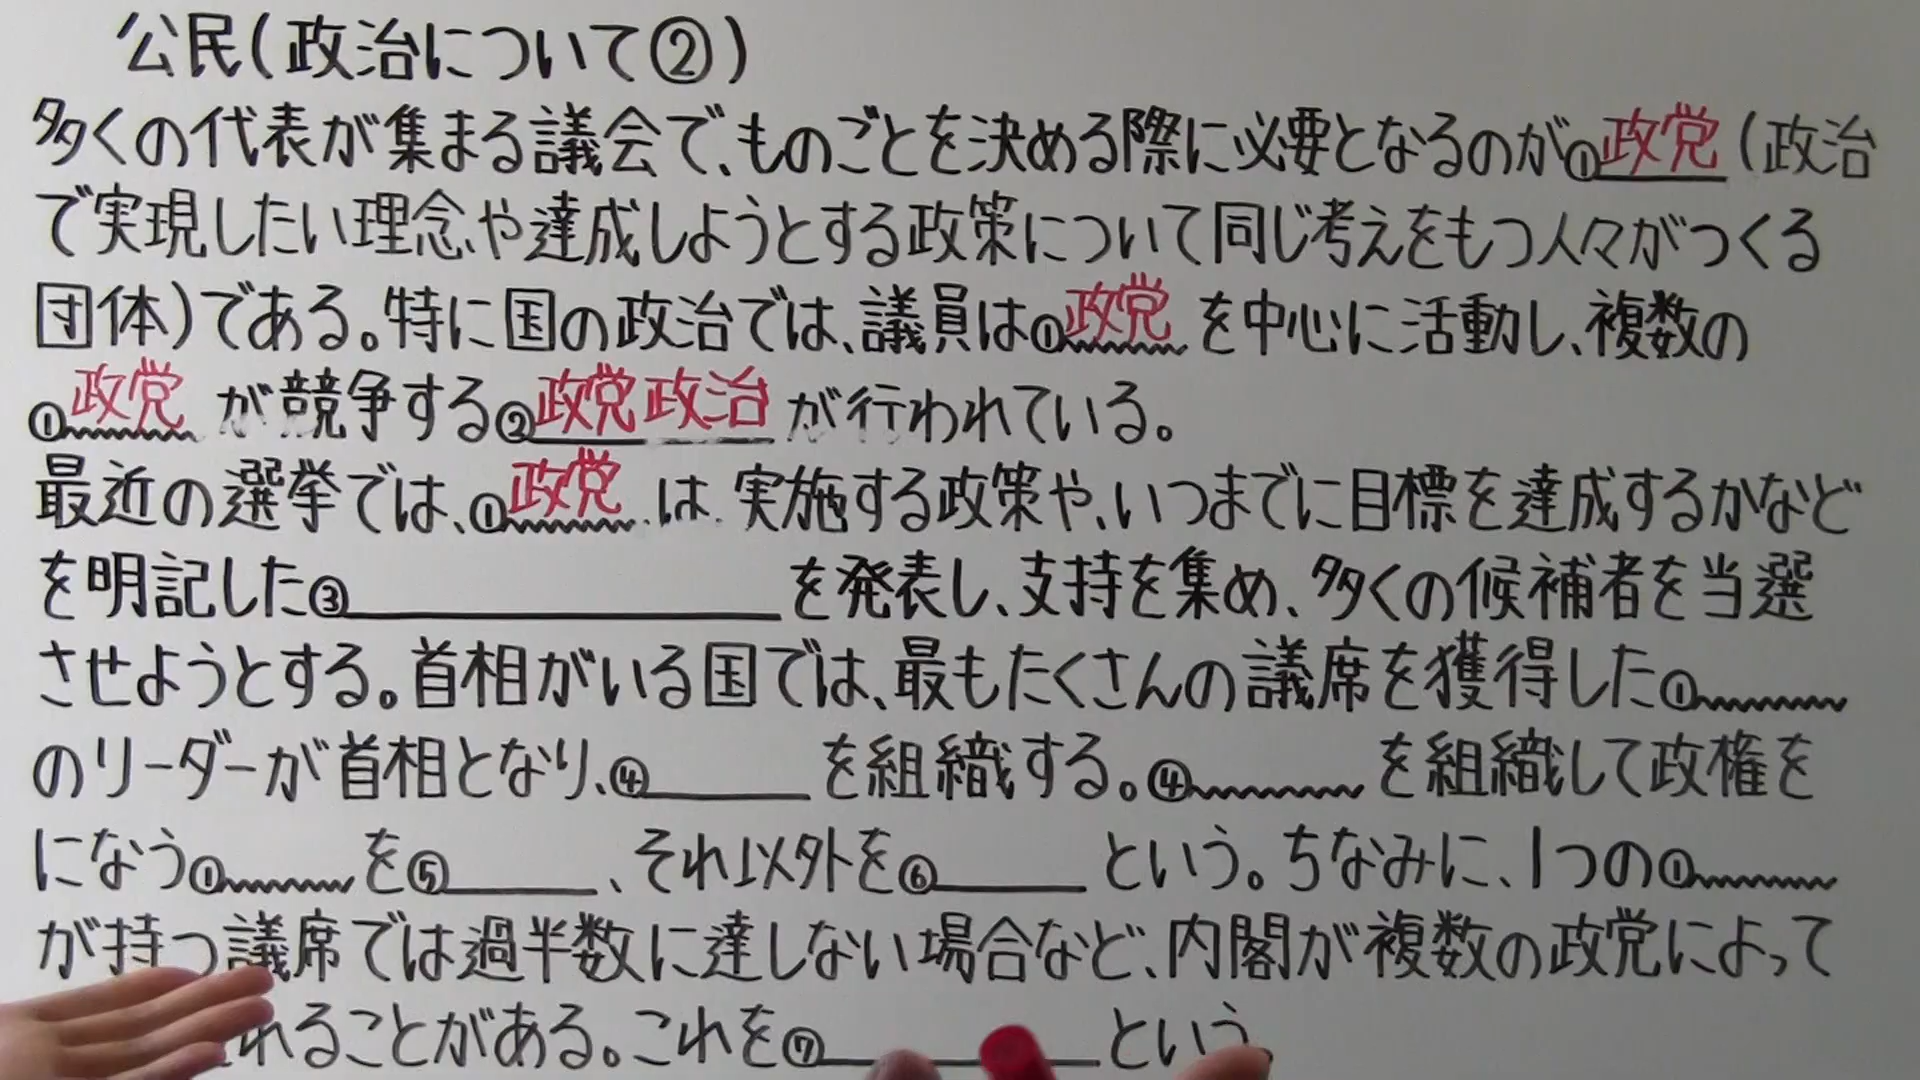 公民(政治について②)
多くの代表が集まる議会で、ものごとを決める際に必要となるのが①政党(政治
で実現したい理念や達成しようとする政策について同じ考えをもつ人々がつくる
団体)である。特に国の政治では、議員は①政党を中心に活動し、複数の
①政党が競争する②政党政治が行われている。
最近の選挙では、①政党は実施する政策や、いつまでに目標を達成するかなど
を明記した③を発表し、支持を集め、多くの候補者を当選
させようとする。首相がいる国では、最もたくさんの議席を獲得した①
のリーダーが首相となり、④を組織する。④を組織して政権を
になう①を⑤、それ以外を⑥という。ちなみに、1つの①
が持つ議席では過半数に達しない場合など、内閣が複数の政党によって
れることがある。これを⑦という。